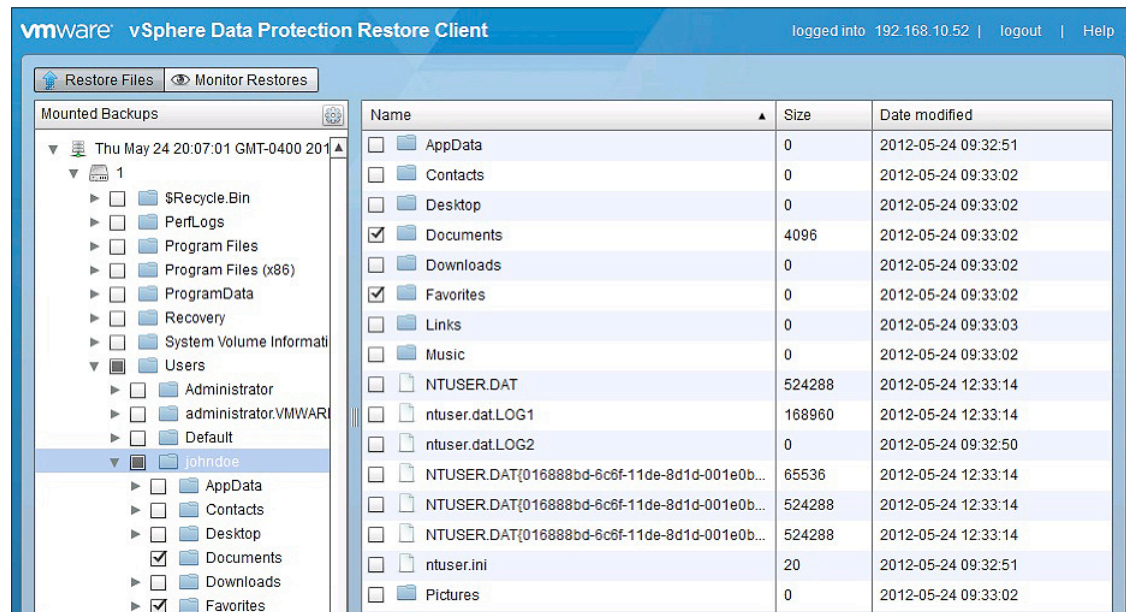 vmware vSphere Data Protection Restore Client
logged into 192.168.10.52 | logout | Help
Restore Files
Monitor Restores
Mounted Backups
Thu May 24 20:07:01 GMT-0400 201
1
$Recycle.Bin
PerfLogs
Program Files
Program Files (x86)
ProgramData
Recovery
System Volume Informati
Users
Administrator
administrator.VMWARE
Default
johndoe
AppData
Contacts
Desktop
Documents
Downloads
Favorites
Name Size Date modified
AppData 0 2012-05-24 09:32:51
Contacts 0 2012-05-24 09:33:02
Desktop 0 2012-05-24 09:33:02
Documents 4096 2012-05-24 09:33:02
Downloads 0 2012-05-24 09:33:02
Favorites 0 2012-05-24 09:33:02
Links 0 2012-05-24 09:33:03
Music 0 2012-05-24 09:33:02
NTUSER.DAT 524288 2012-05-24 12:33:14
ntuser.dat.LOG1 168960 2012-05-24 12:33:14
ntuser.dat.LOG2 0 2012-05-24 09:32:50
NTUSER.DAT{016888bd-6c6f-11de-8d1d-001e0b... 65536 2012-05-24 12:33:14
NTUSER.DAT{016888bd-6c6f-11de-8d1d-001e0b... 524288 2012-05-24 12:33:14
NTUSER.DAT{016888bd-6c6f-11de-8d1d-001e0b... 524288 2012-05-24 12:33:14
ntuser.ini 20 2012-05-24 09:32:51
Pictures 0 2012-05-24 09:33:02